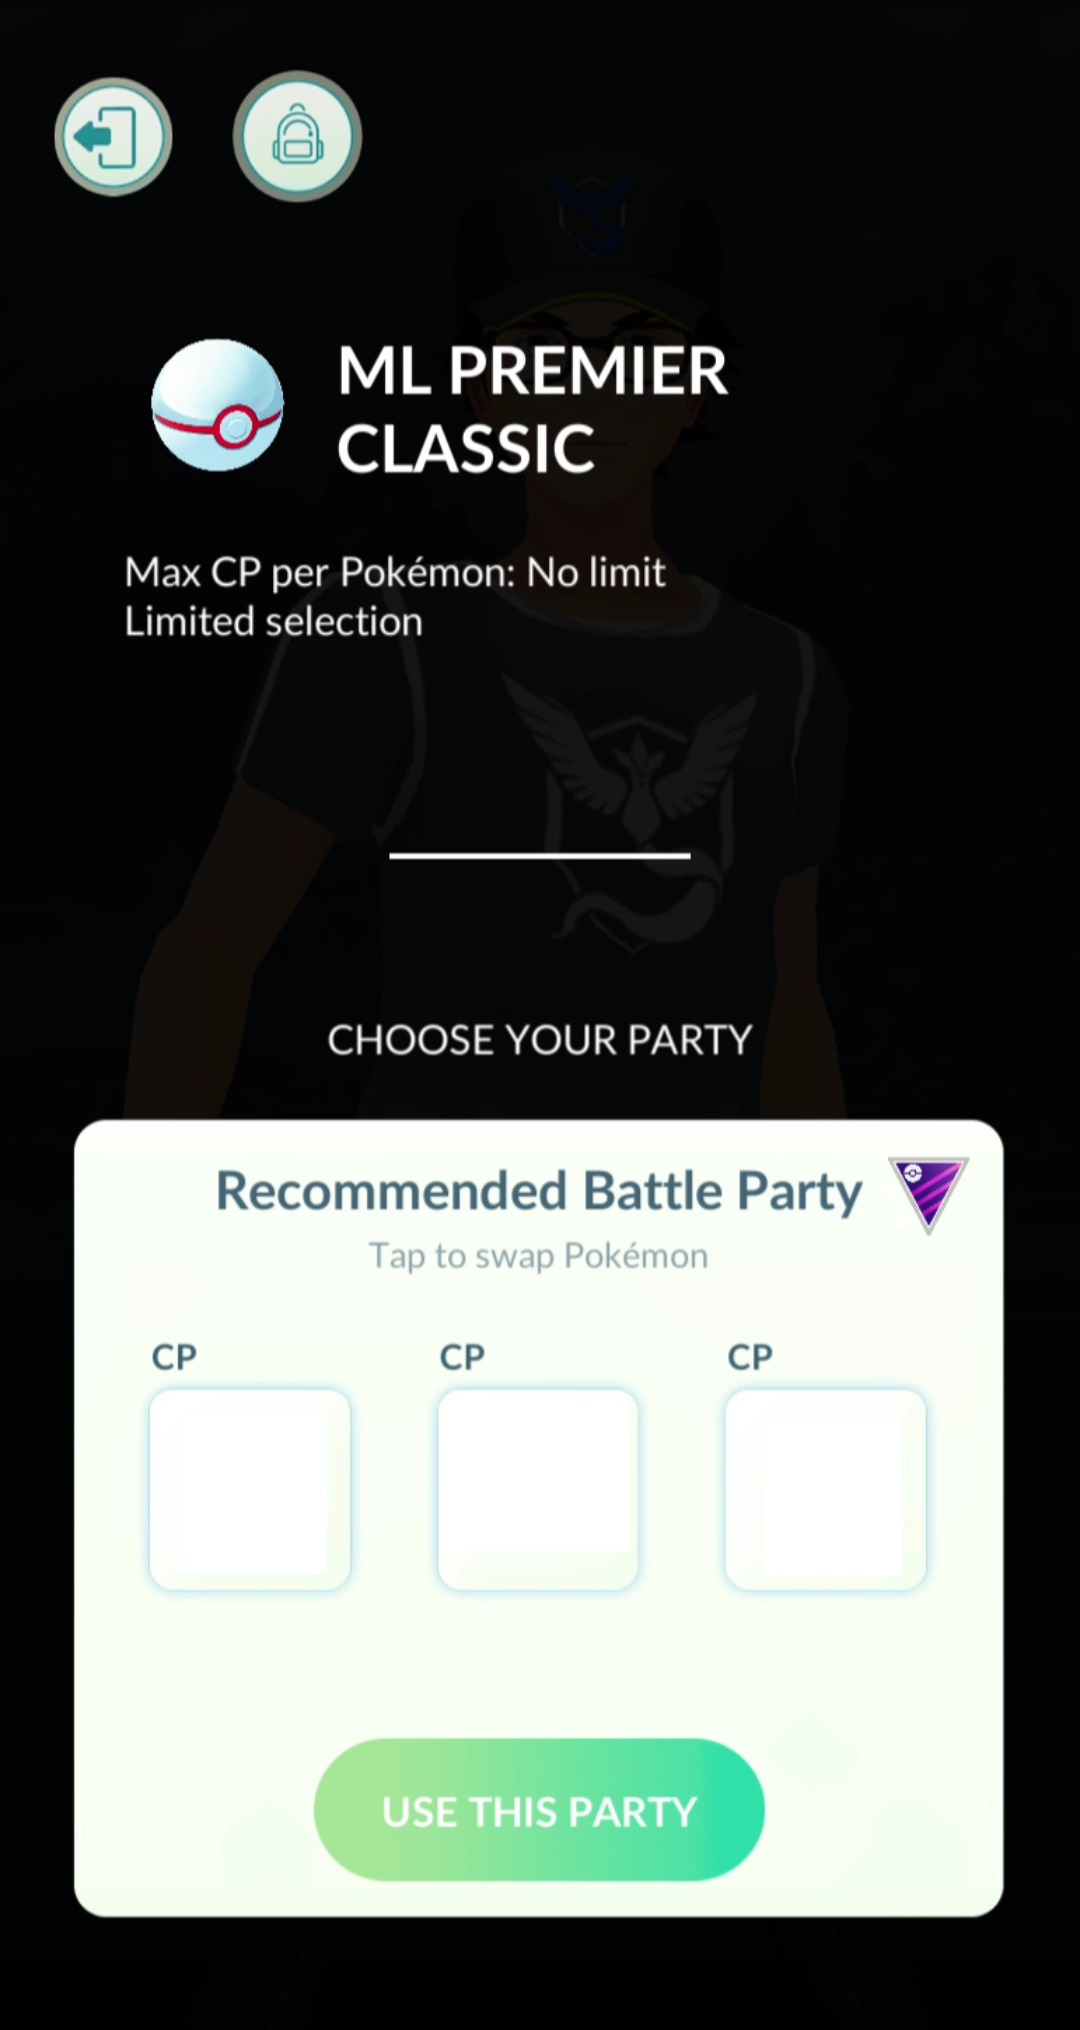 ML PREMIER
CLASSIC
Max CP per Pokémon: No limit
Limited selection
CHOOSE YOUR PARTY
Recommended Battle Party
Tap to swap Pokémon
CP CP CP
USE THIS PARTY